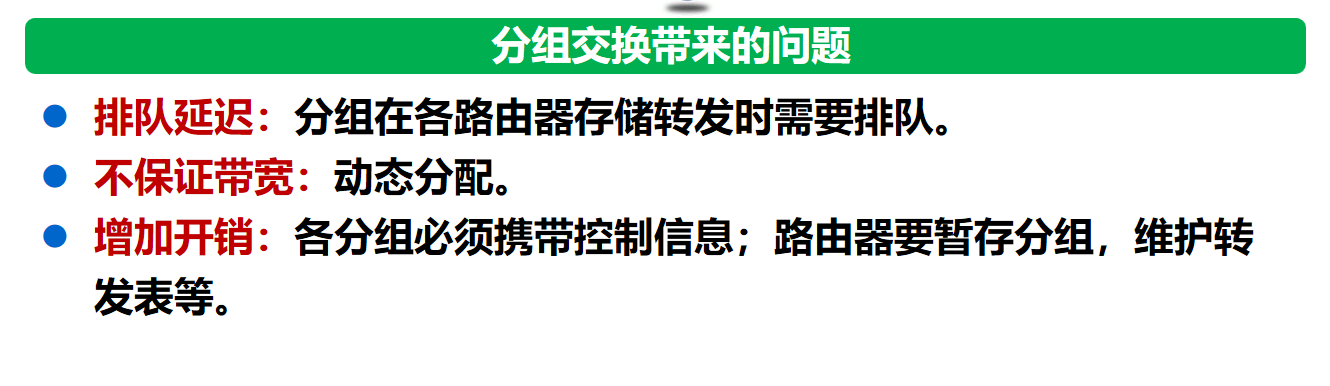 分组交换带来的问题
排队延迟：分组在各路由器存储转发时需要排队。
不保证带宽：动态分配。
增加开销：各分组必须携带控制信息；路由器要暂存分组，维护转
发表等。